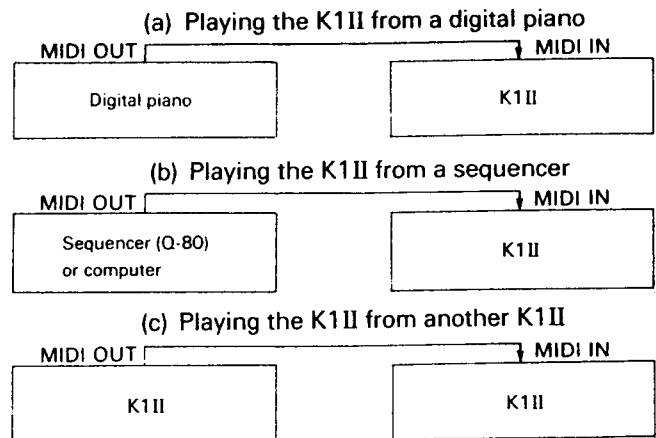 (a) Playing the K1II from a digital piano
MIDI OUT MIDI IN
Digital piano K1II
(b) Playing the K1II from a sequencer
MIDI OUT MIDI IN
Sequencer (Q-80) K1II
or computer
(c) Playing the K1II from another K1II
MIDI OUT MIDI IN
K1II K1II